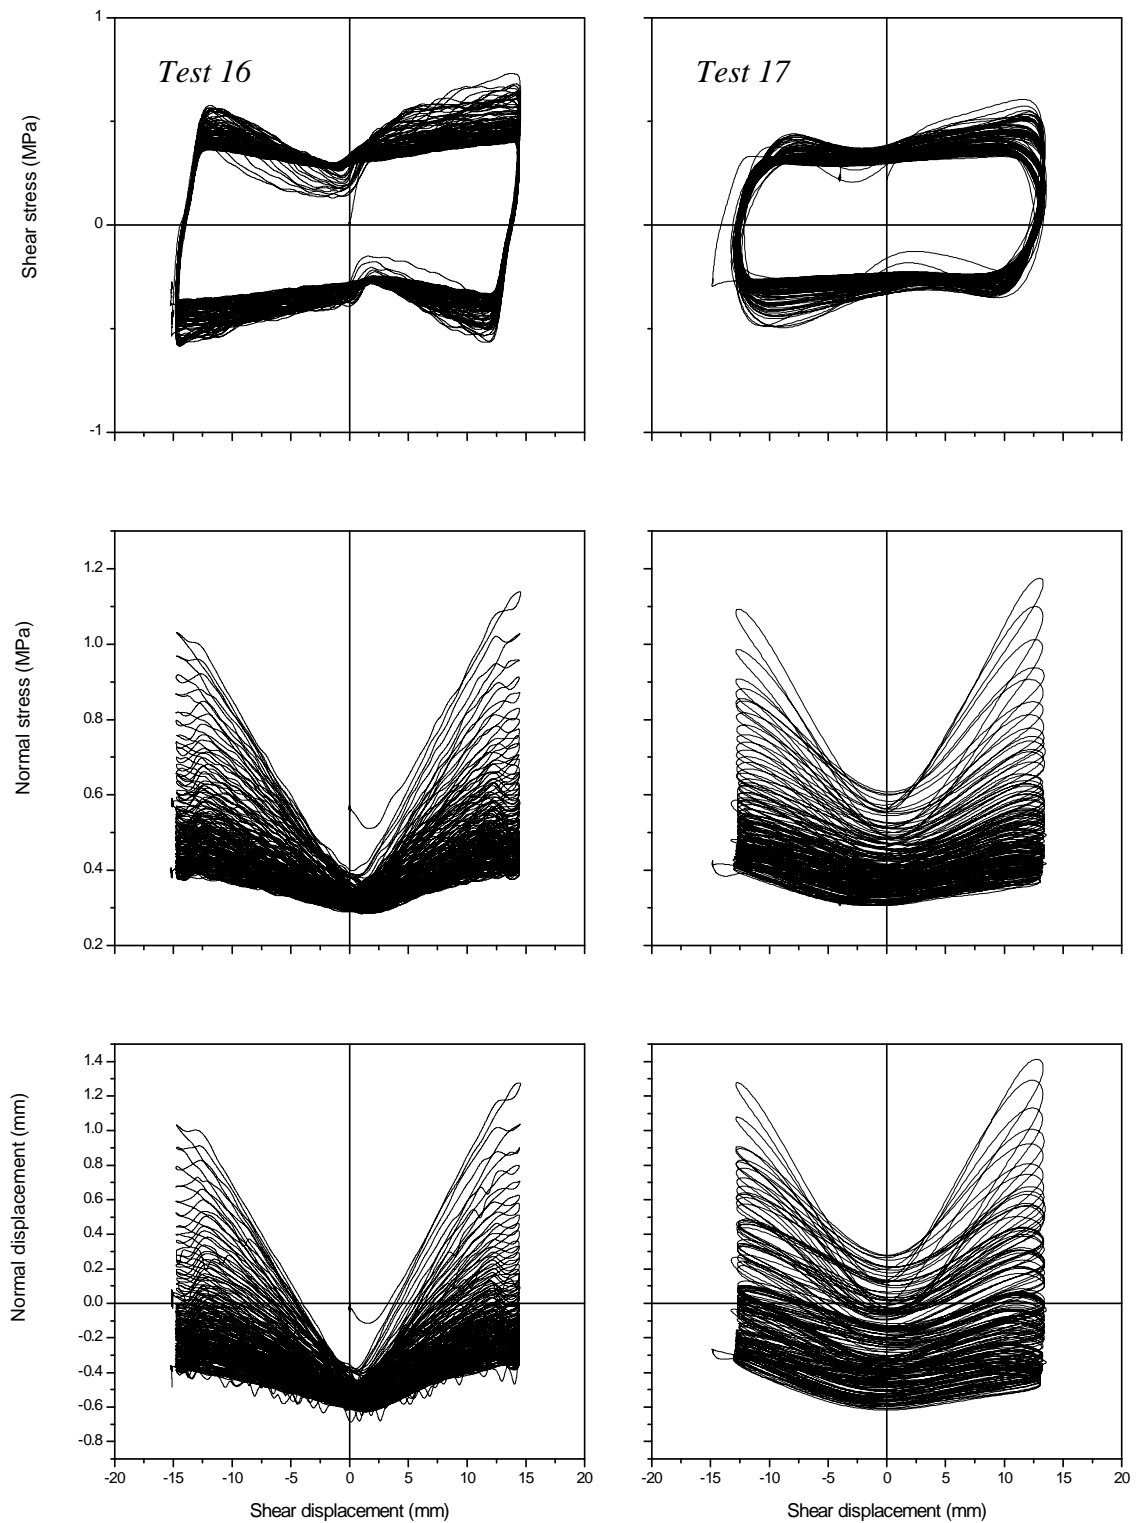 Test 16
Test 17
Shear stress (MPa)
1
0
-1
Normal stress (MPa)
1.2
1.0
0.8
0.6
0.4
0.2
Normal displacement (mm)
1.4
1.2
1.0
0.8
0.6
0.4
0.2
0.0
-0.2
-0.4
-0.6
-0.8
-20 -15 -10 -5 0 5 10 15 20
-20 -15 -10 -5 0 5 10 15 20
Shear displacement (mm)
Shear displacement (mm)